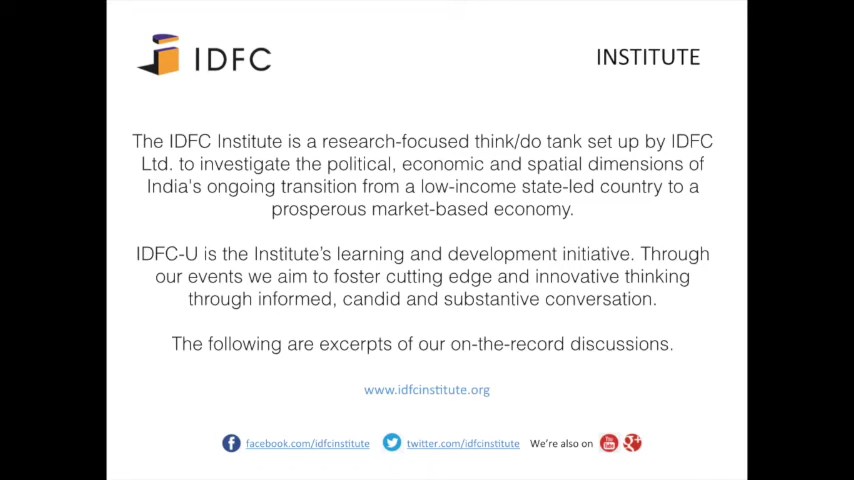 IDFC
INSTITUTE
The IDFC Institute is a research-focused think/do tank set up by IDFC
Ltd. to investigate the political, economic and spatial dimensions of
India's ongoing transition from a low-income state-led country to a
prosperous market-based economy.
IDFC-U is the Institute's learning and development initiative. Through
our events we aim to foster cutting edge and innovative thinking
through informed, candid and substantive conversation.
The following are excerpts of our on-the-record discussions.
www.idfcinstitute.org
facebook.com/idfcinstitute twitter.com/idfcinstitute We're also on You Tube g+